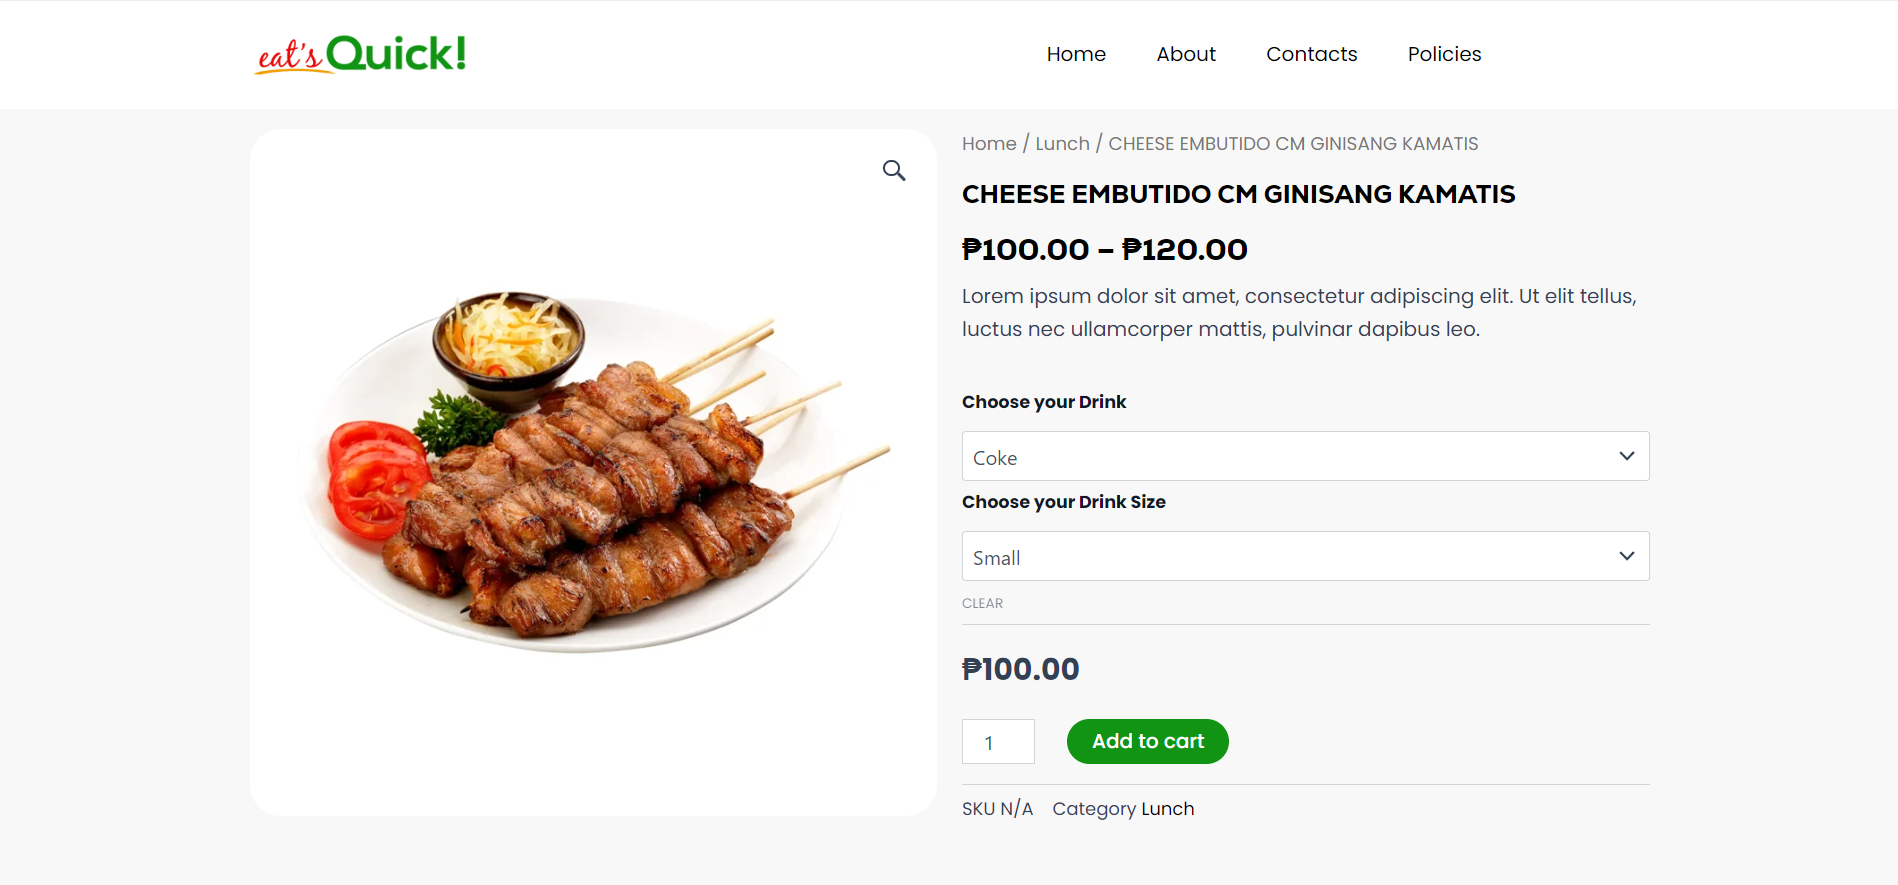 eat's Quick!
Home About Contacts Policies
Home / Lunch / CHEESE EMBUTIDO CM GINISANG KAMATIS
CHEESE EMBUTIDO CM GINISANG KAMATIS
₱100.00 – ₱120.00
Lorem ipsum dolor sit amet, consectetur adipiscing elit. Ut elit tellus,
luctus nec ullamcorper mattis, pulvinar dapibus leo.
Choose your Drink
Coke
Choose your Drink Size
Small
CLEAR
₱100.00
1 Add to cart
SKU N/A Category Lunch